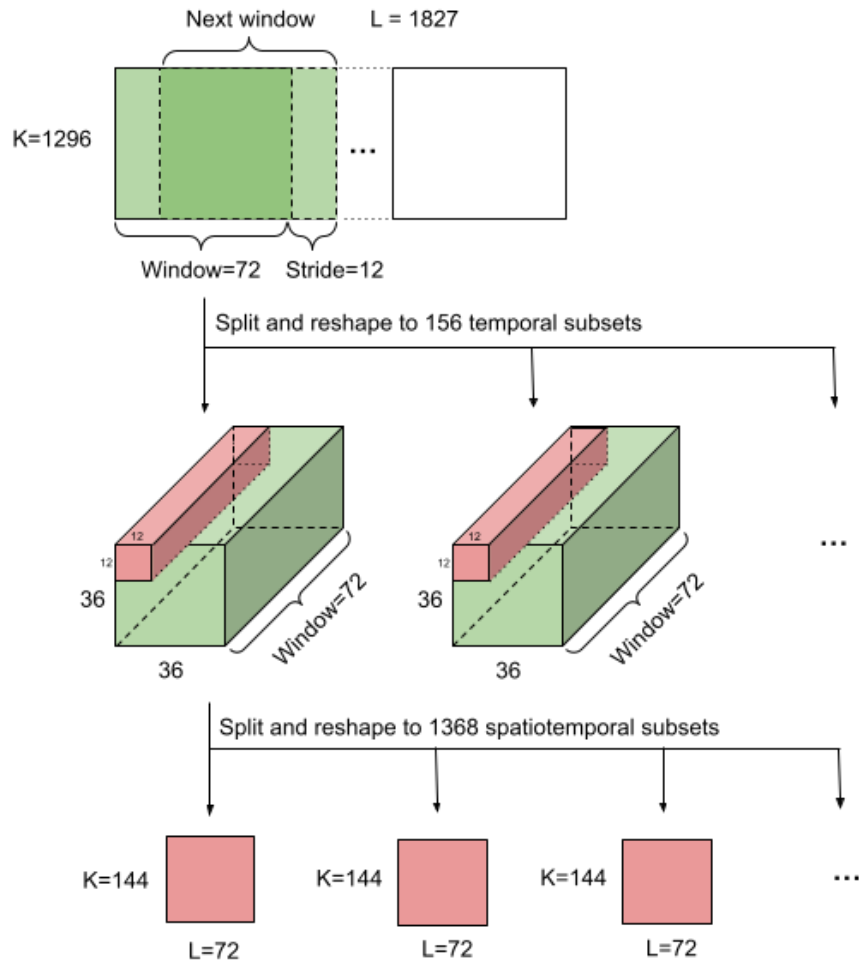 Next window
L = 1827
K=1296
...
Window=72
Stride=12
Split and reshape to 156 temporal subsets
12
12
36
36
Window=72
12
12
36
36
Window=72
...
Split and reshape to 1368 spatiotemporal subsets
K=144
L=72
K=144
L=72
K=144
L=72
...